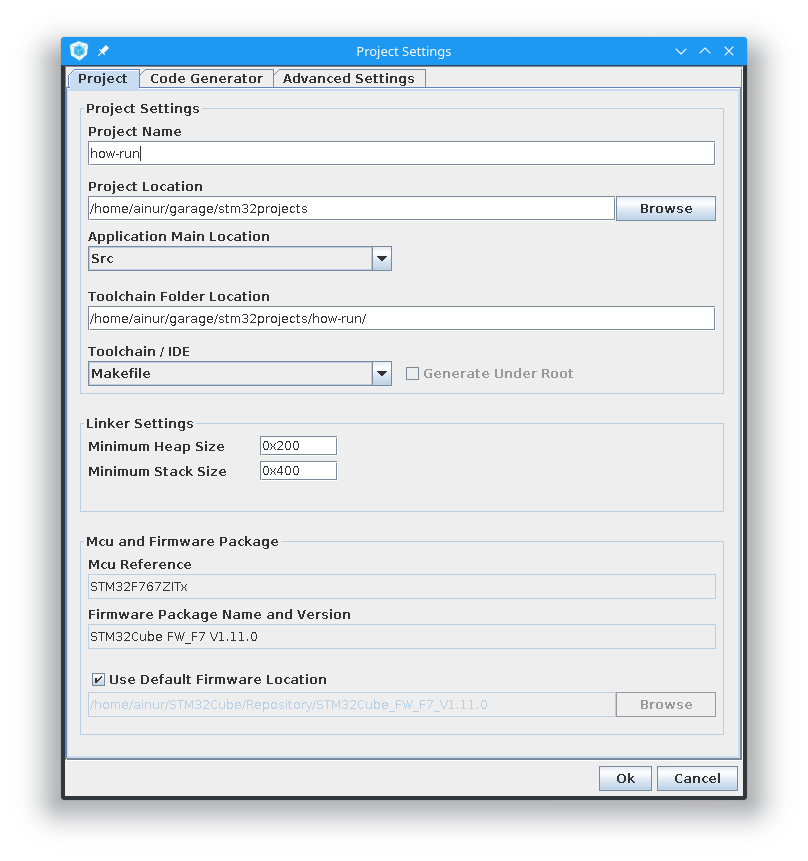 Project Settings
Project Code Generator Advanced Settings
Project Settings
Project Name
how-run
Project Location
/home/ainur/garage/stm32projects Browse
Application Main Location
Src
Toolchain Folder Location
/home/ainur/garage/stm32projects/how-run/
Toolchain / IDE
Makefile Generate Under Root
Linker Settings
Minimum Heap Size 0x200
Minimum Stack Size 0x400
Mcu and Firmware Package
Mcu Reference
STM32F767ZITx
Firmware Package Name and Version
STM32Cube FW_F7 V1.11.0
Use Default Firmware Location
/home/ainur/STM32Cube/Repository/STM32Cube_FW_F7_V1.11.0 Browse
Ok Cancel